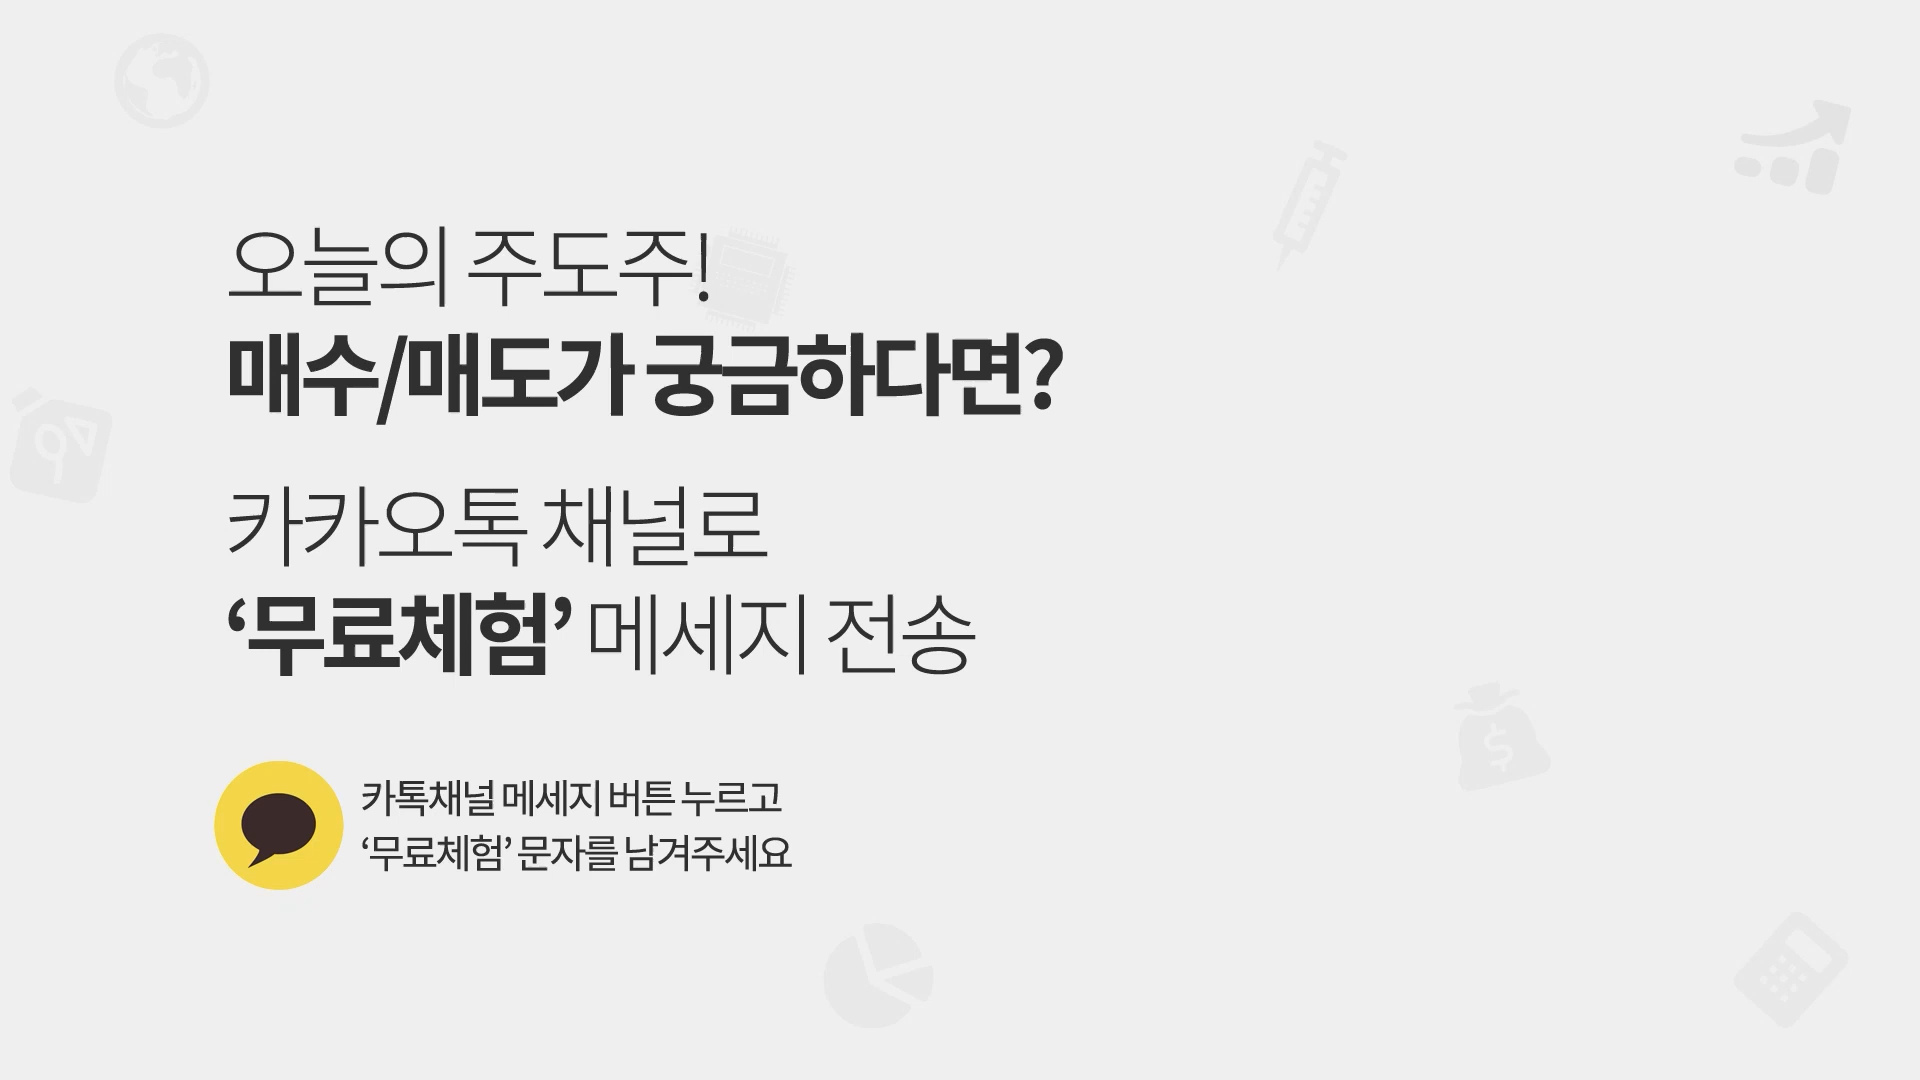 오늘의 주도주!
매수/매도가 궁금하다면?
카카오톡 채널로
‘무료체험’ 메세지 전송
카톡채널 메세지 버튼 누르고
‘무료체험’ 문자를 남겨주세요